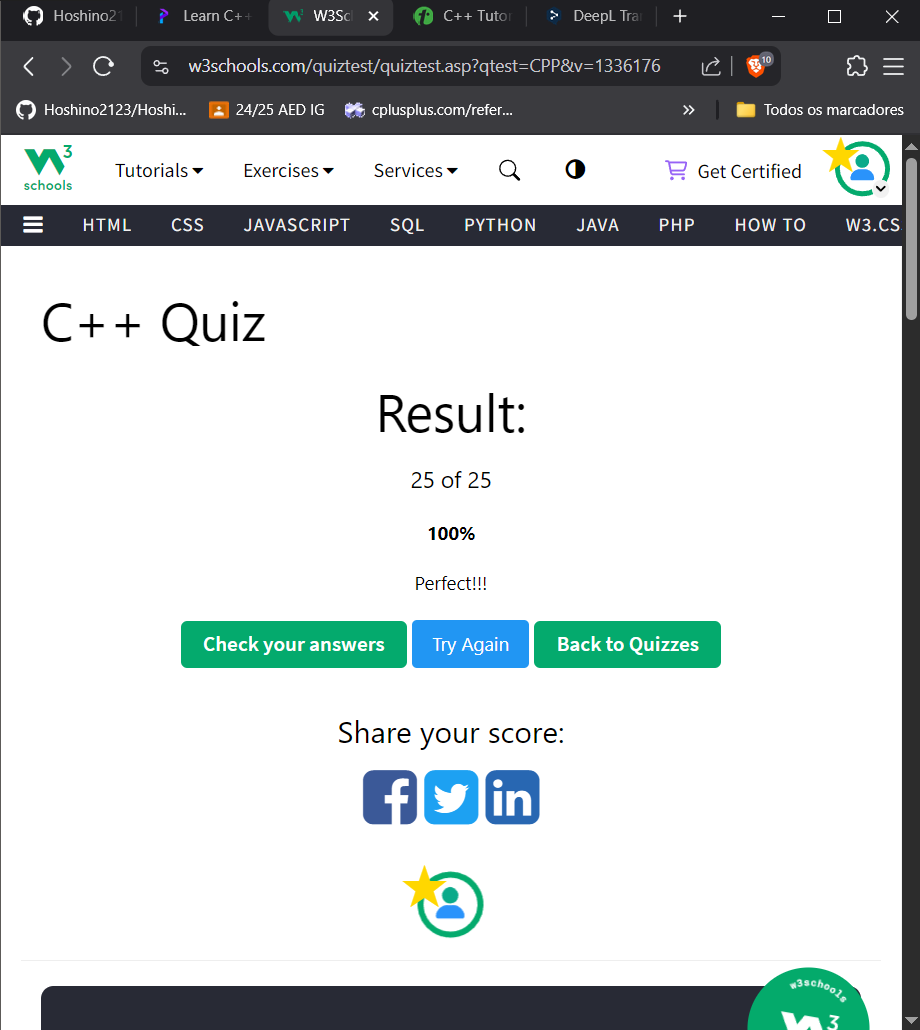 Hoshino21
Learn C++
W3Sc
C++ Tutor
DeepL Tra
w3schools.com/quiztest/quiztest.asp?qtest=CPP&v=1336176
10
Hoshino2123/Hoshi...
24/25 AED IG
cplusplus.com/refer...
»
Todos os marcadores
W3
schools
Tutorials
Exercises
Services
Get Certified
HTML
CSS
JAVASCRIPT
SQL
PYTHON
JAVA
PHP
HOW TO
W3.CS
C++ Quiz
Result:
25 of 25
100%
Perfect!!!
Check your answers
Try Again
Back to Quizzes
Share your score:
f
in
w3schools
W3